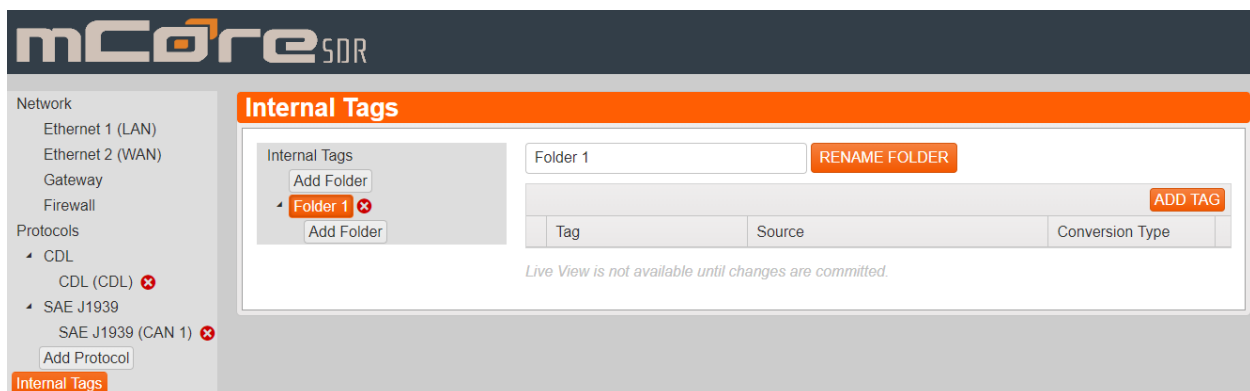 mCore SDR
Network
Ethernet 1 (LAN)
Ethernet 2 (WAN)
Gateway
Firewall
Protocols
CDL
CDL (CDL)
SAE J1939
SAE J1939 (CAN 1)
Add Protocol
Internal Tags
Internal Tags
Internal Tags
Add Folder
Folder 1
Add Folder
Folder 1 RENAME FOLDER
ADD TAG
Tag Source Conversion Type
Live View is not available until changes are committed.